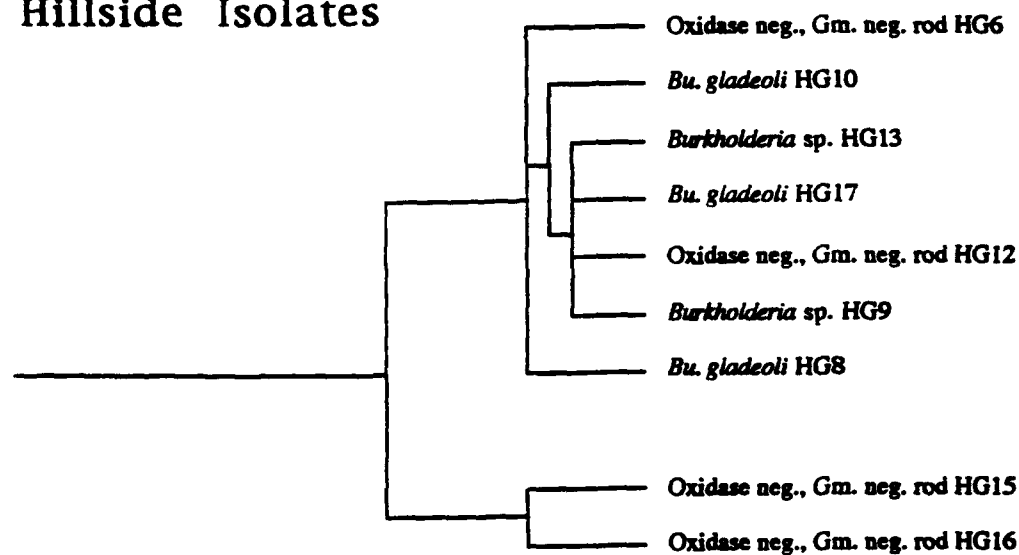 Hillside Isolates
Oxidase neg., Gm. neg. rod HG6
Bu. gladeoli HG10
Burkholderia sp. HG13
Bu. gladeoli HG17
Oxidase neg., Gm. neg. rod HG12
Burkholderia sp. HG9
Bu. gladeoli HG8
Oxidase neg., Gm. neg. rod HG15
Oxidase neg., Gm. neg. rod HG16